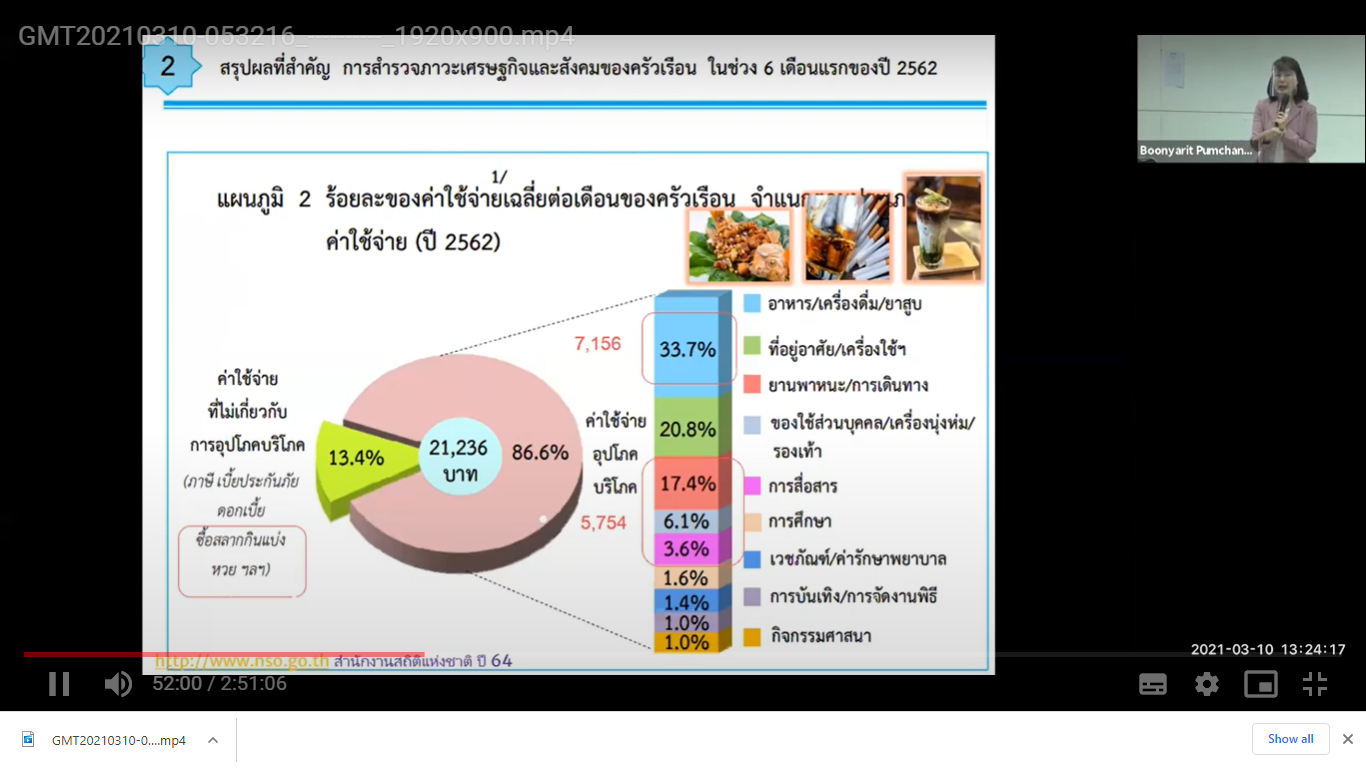 GMT20210310-053216_
_1920x900.mp4
2
สรุปผลที่สำคัญ การสำรวจภาวะเศรษฐกิจและสังคมของครัวเรือน ในช่วง 6 เดือนแรกของปี 2562
Boonyarit Pumchan...
1/
แผนภูมิ 2 ร้อยละของค่าใช้จ่ายเฉลี่ยต่อเดือนของครัวเรือน
ค่าใช้จ่าย (ปี 2562)
ค่าใช้จ่าย
ที่ไม่เกี่ยวกับ
การอุปโภคบริโภค
(ภาษี เบี้ยประกันภัย
ดอกเบี้ย
ซื้อสลากกินแบ่ง
หวย ฯลฯ)
13.4%
21,236
บาท
86.6%
ค่าใช้จ่าย
อุปโภค
บริโภค
7,156
5,754
33.7%
20.8%
17.4%
6.1%
3.6%
1.6%
1.4%
1.0%
1.0%
อาหาร/เครื่องดื่ม/ยาสูบ
ที่อยู่อาศัย/เครื่องใช้ฯ
ยานพาหนะ/การเดินทาง
ของใช้ส่วนบุคคล/เครื่องนุ่งห่ม/
รองเท้า
การสื่อสาร
การศึกษา
เวชภัณฑ์/ค่ารักษาพยาบาล
การบันเทิง/การจัดงานพิธี
กิจกรรมศาสนา
http://www.nso.go.th สำนักงานสถิติแห่งชาติ ปี 64
2021-03-10 13:24:17
52:00 / 2:51:06
GMT20210310-0....mp4
Show all